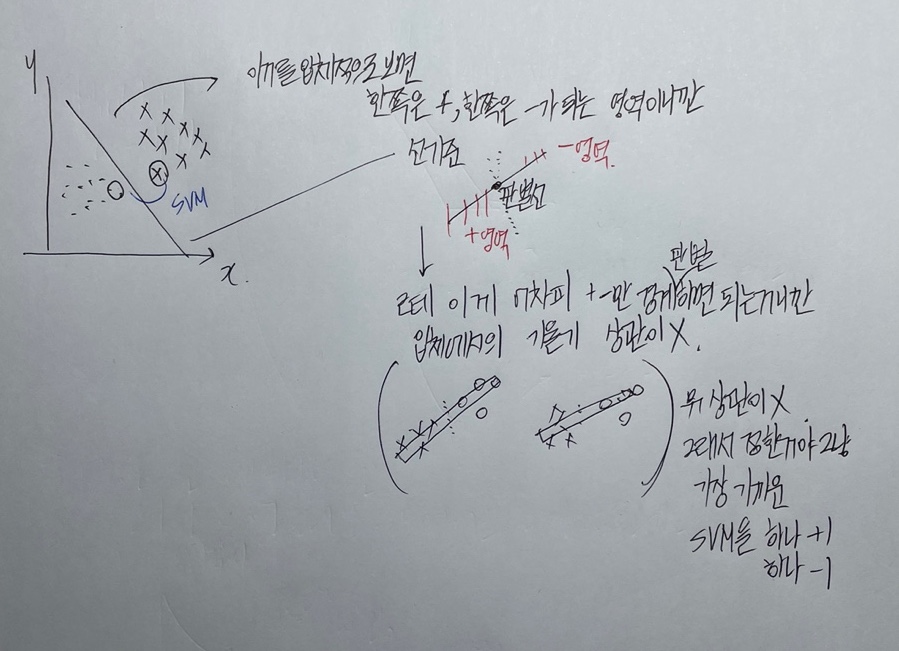 y
x
SVM
이거를 입체적으로 보면
한쪽은 +, 한쪽은 -가 되는 영역이니깐
선기준
-영역
판별선
+영역
판별
근데 이게 어차피 +-만 경계하면 되는거니깐
입체에서의 기울기 상관이 X.
뭐 상관이 X.
그래서 정한거야 그냥
가장 가까운
SVM을 하나 +1
하나 -1